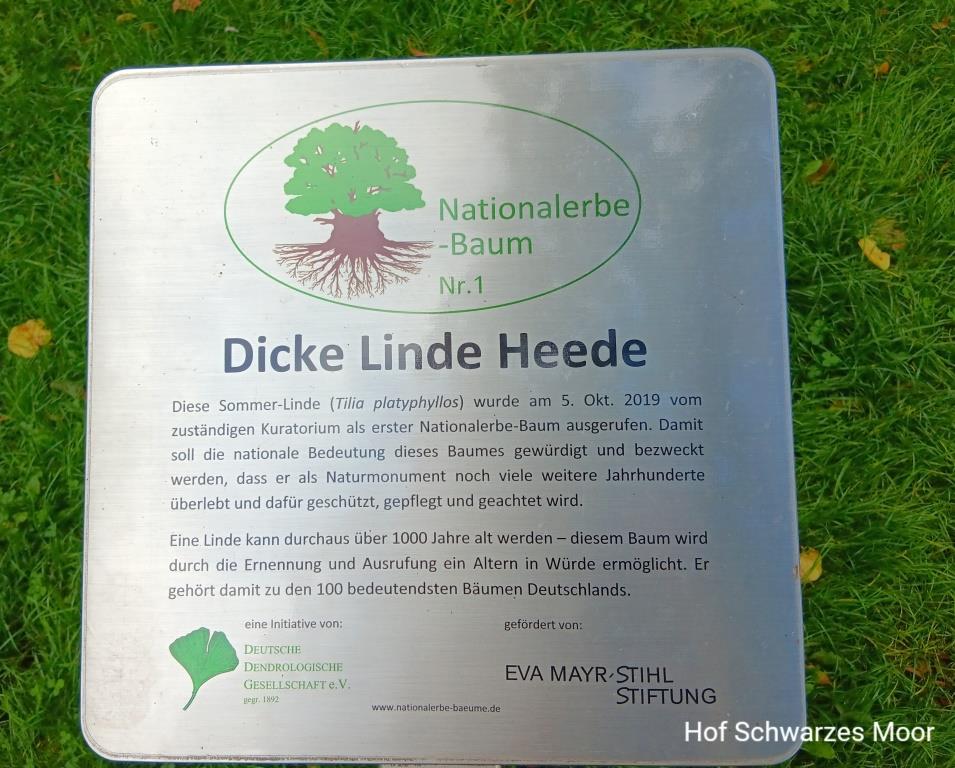 Nationalerbe
-Baum
Nr.1
Dicke Linde Heede
Diese Sommer-Linde (Tilia platyphyllos) wurde am 5. Okt. 2019 vom
zuständigen Kuratorium als erster Nationalerbe-Baum ausgerufen. Damit
soll die nationale Bedeutung dieses Baumes gewürdigt und bezweckt
werden, dass er als Naturmonument noch viele weitere Jahrhunderte
überlebt und dafür geschützt, gepflegt und geachtet wird.
Eine Linde kann durchaus über 1000 Jahre alt werden – diesem Baum wird
durch die Ernennung und Ausrufung ein Altern in Würde ermöglicht. Er
gehört damit zu den 100 bedeutendsten Bäumen Deutschlands.
eine Initiative von:
DEUTSCHE
DENDROLOGISCHE
GESELLSCHAFT e.V.
gegr. 1892
gefördert von:
EVA MAYR-STIHL
STIFTUNG
www.nationalerbe-baeume.de
Hof Schwarzes Moor